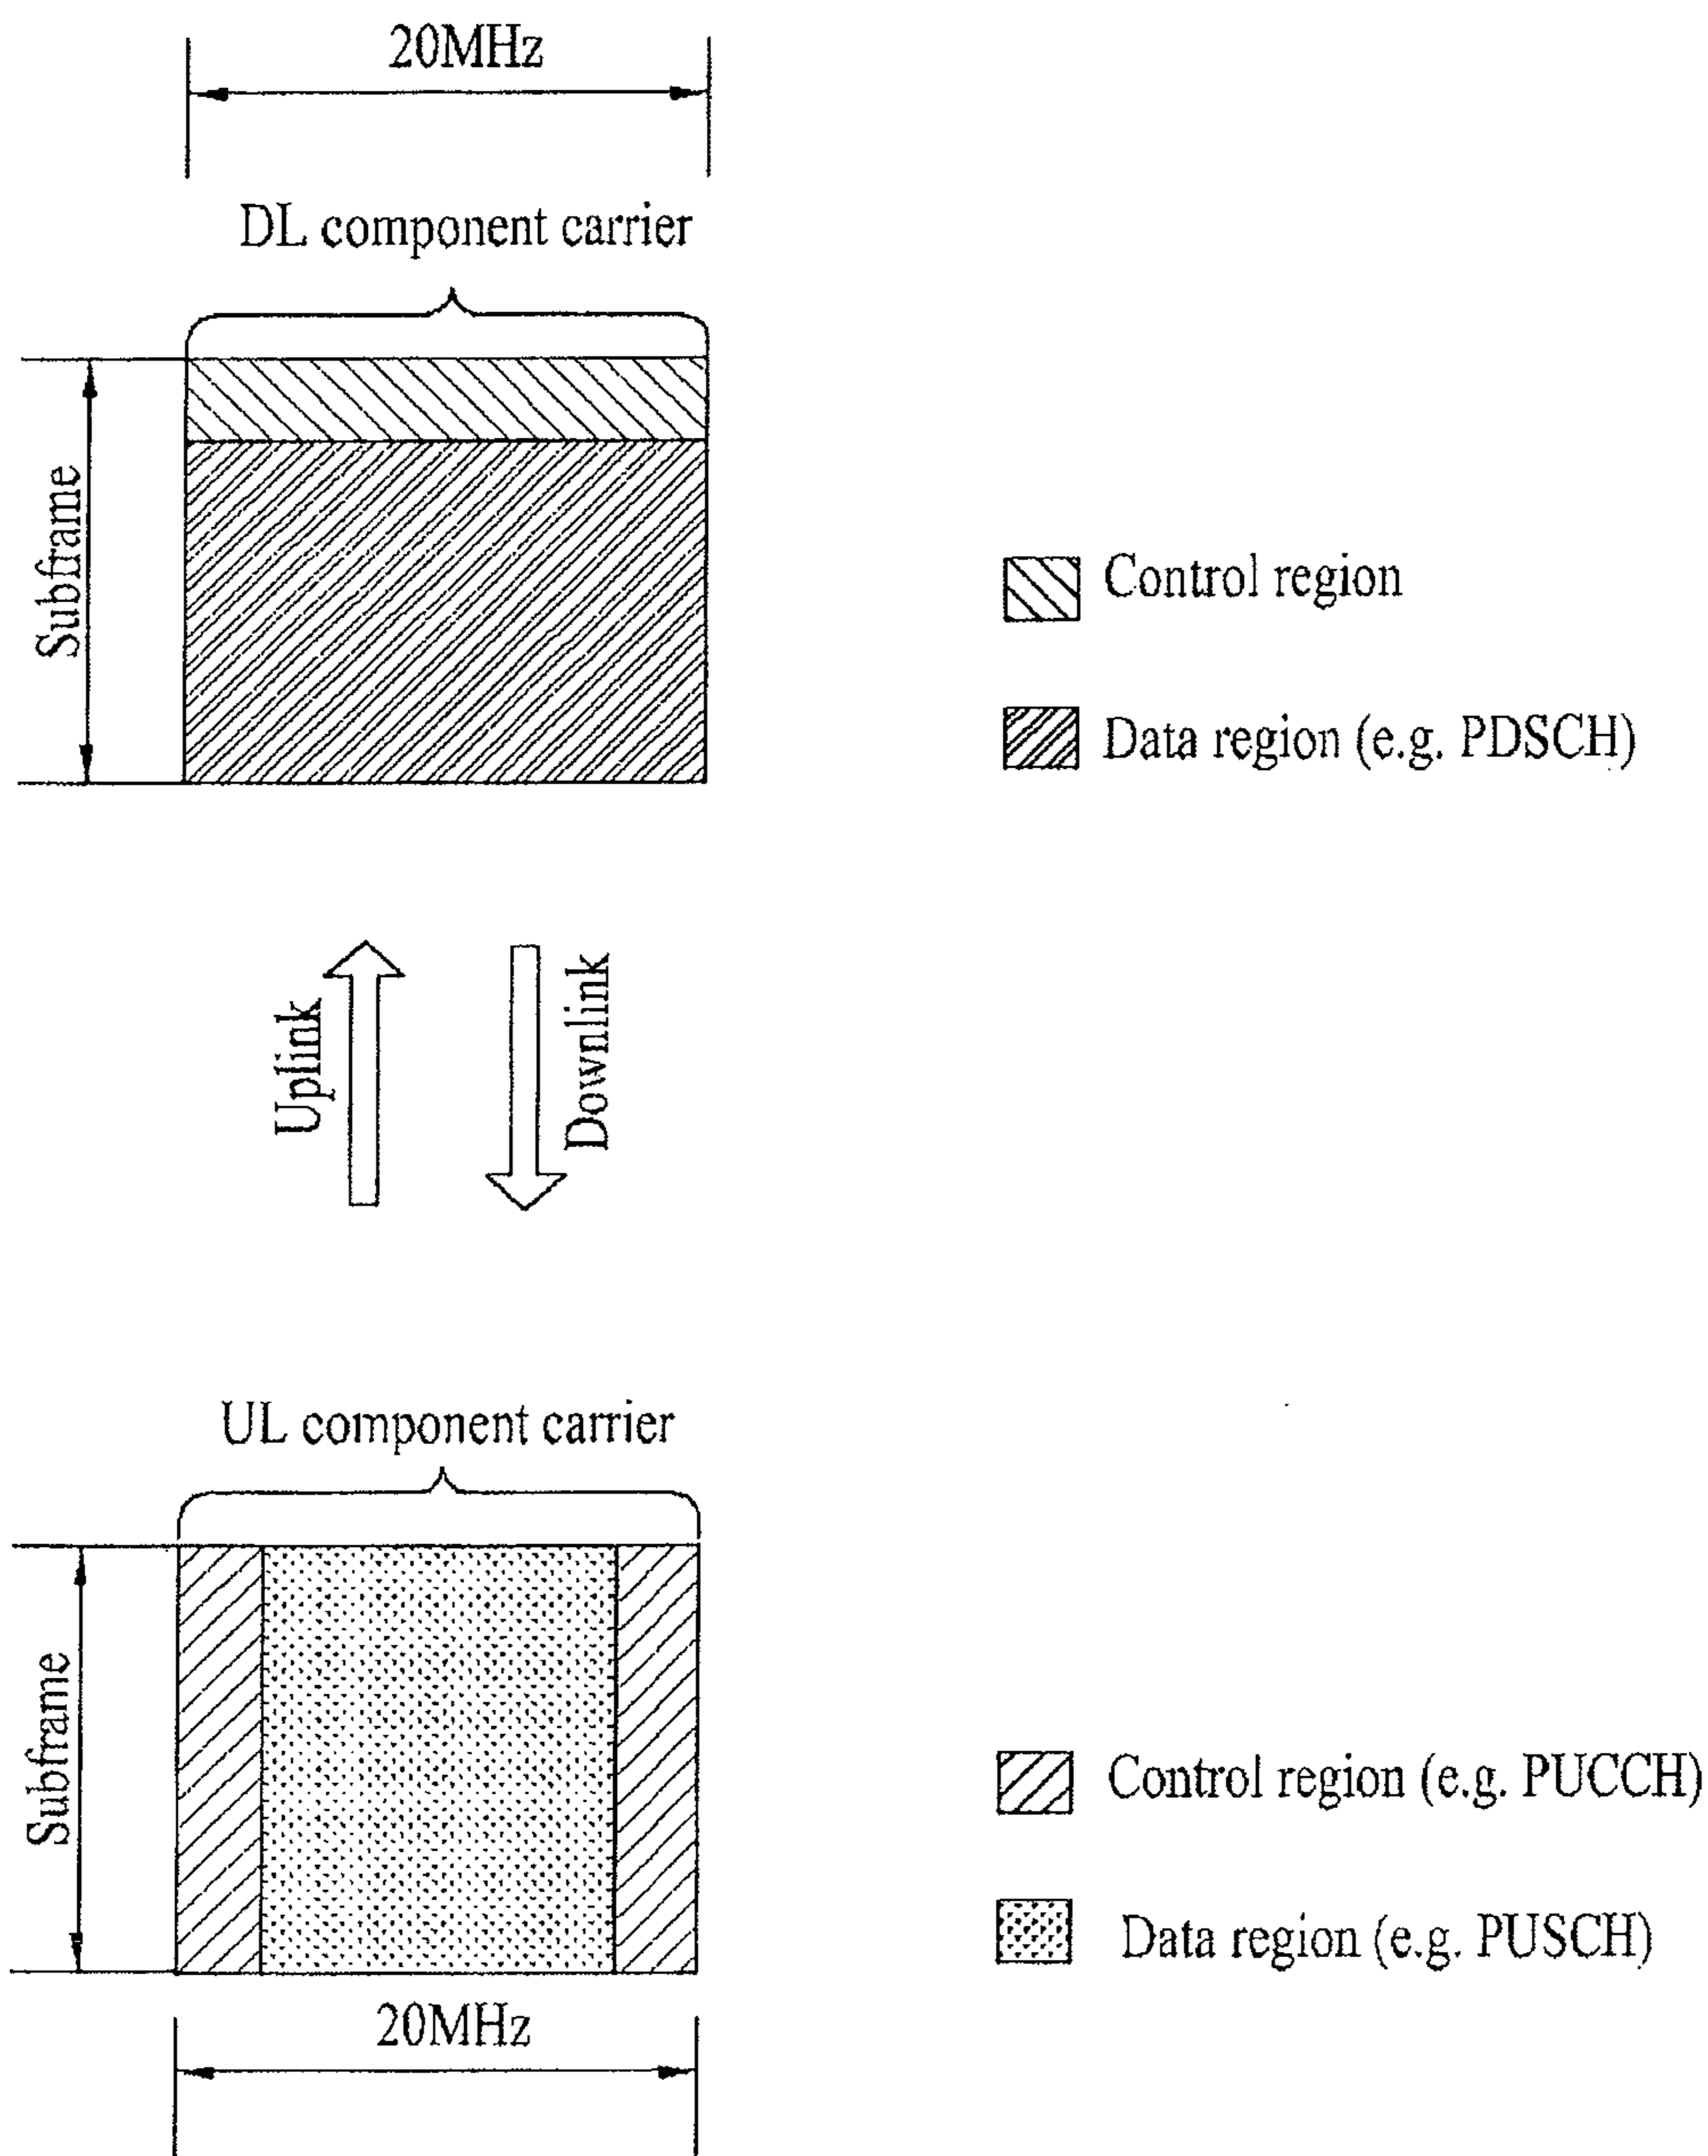 20MHz
DL component carrier
Subframe
Control region
Data region (e.g. PDSCH)
Uplink
Downlink
UL component carrier
Subframe
Control region (e.g. PUCCH)
Data region (e.g. PUSCH)
20MHz